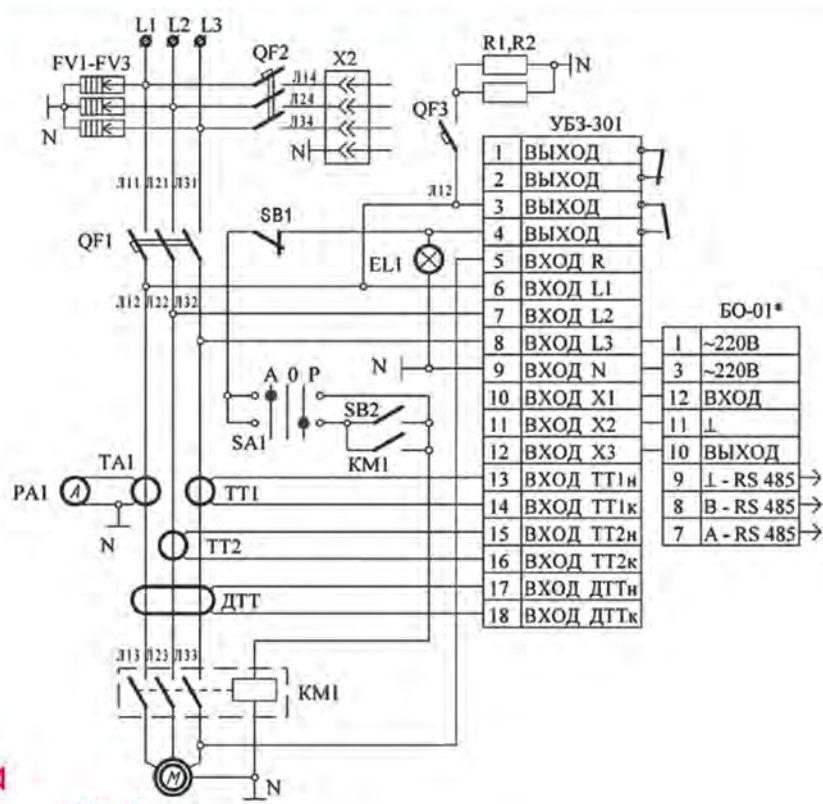 L1 L2 L3
FV1-FV3
N
QF2
Л14
Л24
Л34
N
X2
R1,R2
N
QF3
Л12
Л11 Л21 Л31
QF1
SB1
EL1
Л12 Л22 Л32
N
A 0 P
SA1
SB2
KM1
УБЗ-301
1 ВЫХОД
2 ВЫХОД
3 ВЫХОД
4 ВЫХОД
5 ВХОД R
6 ВХОД L1
7 ВХОД L2
8 ВХОД L3
9 ВХОД N
10 ВХОД X1
11 ВХОД X2
12 ВХОД X3
13 ВХОД ТТ1н
14 ВХОД ТТ1к
15 ВХОД ТТ2н
16 ВХОД ТТ2к
17 ВХОД ДТТн
18 ВХОД ДТТк
БО-01*
1 ~220В
3 ~220В
12 ВХОД
11 ⊥
10 ВЫХОД
9 ⊥ - RS 485
8 B - RS 485
7 A - RS 485
TA1
PA1
A
N
TT1
TT2
ДТТ
Л13 Л23 Л33
KM1
M
N